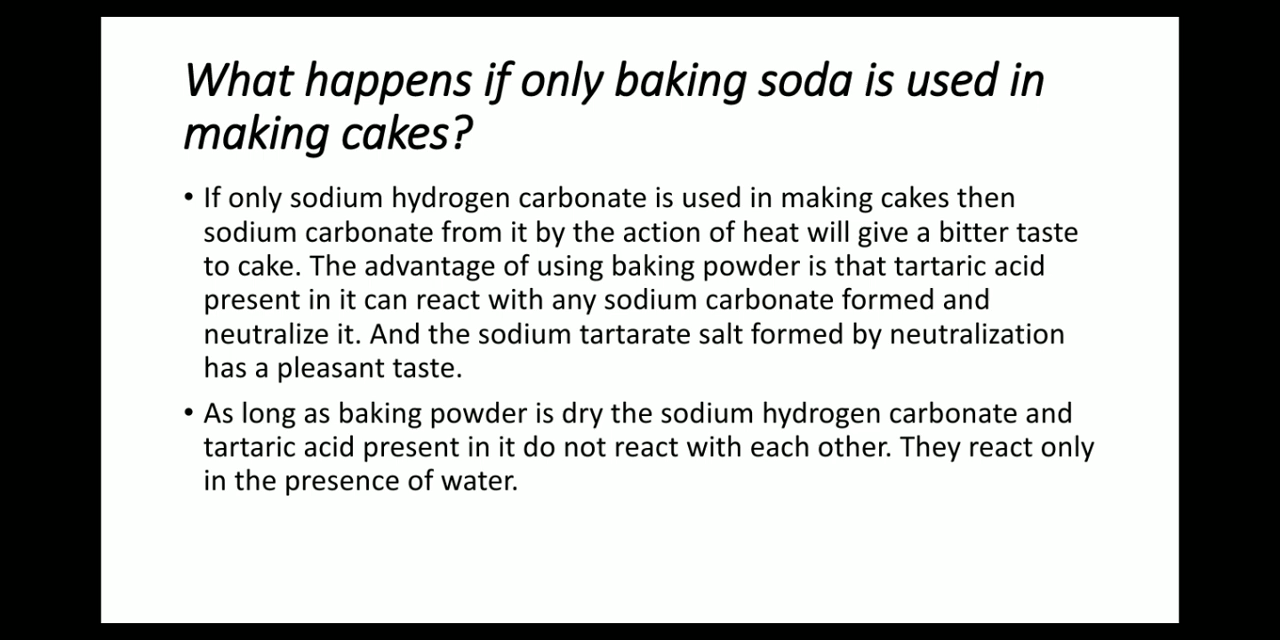 What happens if only baking soda is used in
making cakes?
• If only sodium hydrogen carbonate is used in making cakes then
sodium carbonate from it by the action of heat will give a bitter taste
to cake. The advantage of using baking powder is that tartaric acid
present in it can react with any sodium carbonate formed and
neutralize it. And the sodium tartarate salt formed by neutralization
has a pleasant taste.
• As long as baking powder is dry the sodium hydrogen carbonate and
tartaric acid present in it do not react with each other. They react only
in the presence of water.